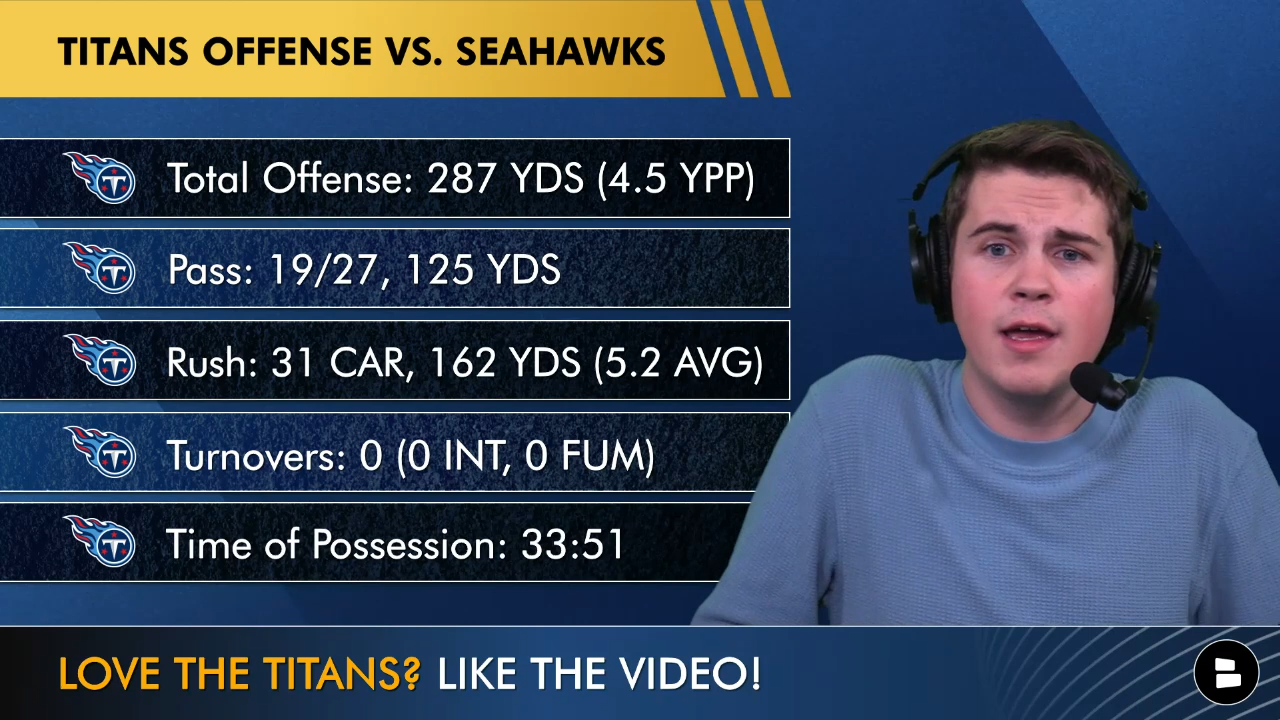 TITANS OFFENSE VS. SEAHAWKS
Total Offense: 287 YDS (4.5 YPP)
Pass: 19/27, 125 YDS
Rush: 31 CAR, 162 YDS (5.2 AVG)
Turnovers: 0 (0 INT, 0 FUM)
Time of Possession: 33:51
LOVE THE TITANS? LIKE THE VIDEO!